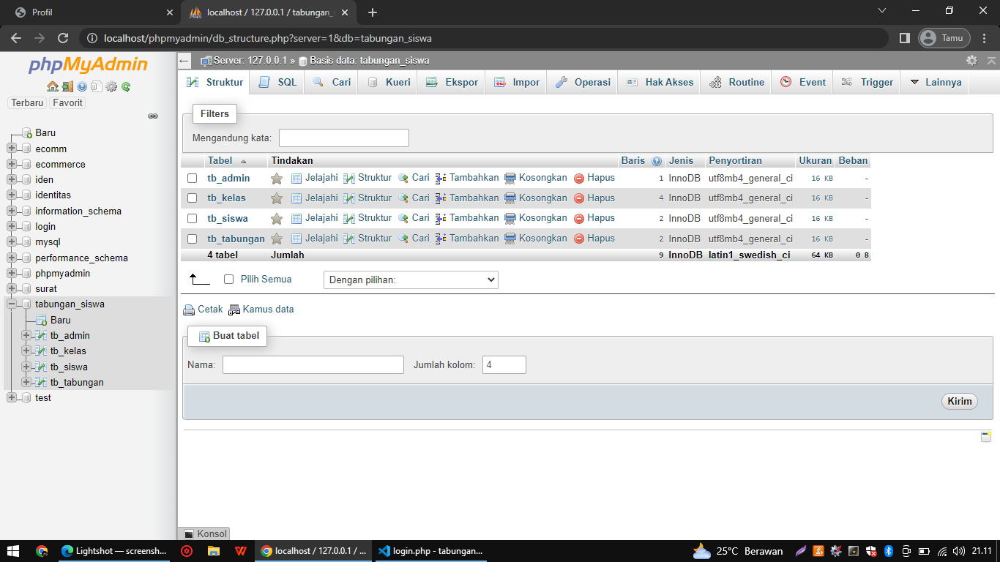 Profil
localhost / 127.0.0.1 / tabungan_
localhost/phpmyadmin/db_structure.php?server=1&db=tabungan_siswa
Tamu
phpMyAdmin
Terbaru Favorit
Baru
ecomm
ecommerce
iden
identitas
information_schema
login
mysql
performance_schema
phpmyadmin
surat
tabungan_siswa
Baru
tb_admin
tb_kelas
tb_siswa
tb_tabungan
test
Server: 127.0.0.1 » Basis data: tabungan_siswa
Struktur SQL Cari Kueri Ekspor Impor Operasi Hak Akses Routine Event Trigger Lainnya
Filters
Mengandung kata:
Tabel Tindakan Baris Jenis Penyortiran Ukuran Beban
tb_admin Jelajahi Struktur Cari Tambahkan Kosongkan Hapus 1 InnoDB utf8mb4_general_ci 16 KB -
tb_kelas Jelajahi Struktur Cari Tambahkan Kosongkan Hapus 4 InnoDB utf8mb4_general_ci 16 KB -
tb_siswa Jelajahi Struktur Cari Tambahkan Kosongkan Hapus 2 InnoDB utf8mb4_general_ci 16 KB -
tb_tabungan Jelajahi Struktur Cari Tambahkan Kosongkan Hapus 2 InnoDB utf8mb4_general_ci 16 KB -
4 tabel Jumlah 9 InnoDB latin1_swedish_ci 64 KB 0 B
Pilih Semua Dengan pilihan:
Cetak Kamus data
Buat tabel
Nama: Jumlah kolom: 4
Kirim
Konsol
Lightshot — screensh... localhost / 127.0.0.1 / ... login.php - tabungan... 25°C Berawan 21.11